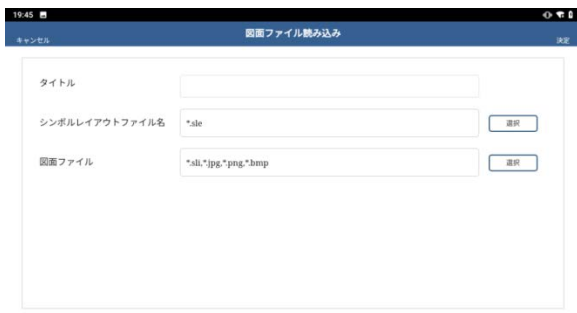 19:45
キャンセル 図面ファイル読み込み 決定
タイトル
シンボルレイアウトファイル名 *.sle 選択
図面ファイル *.sli,*.jpg,*.png,*.bmp 選択